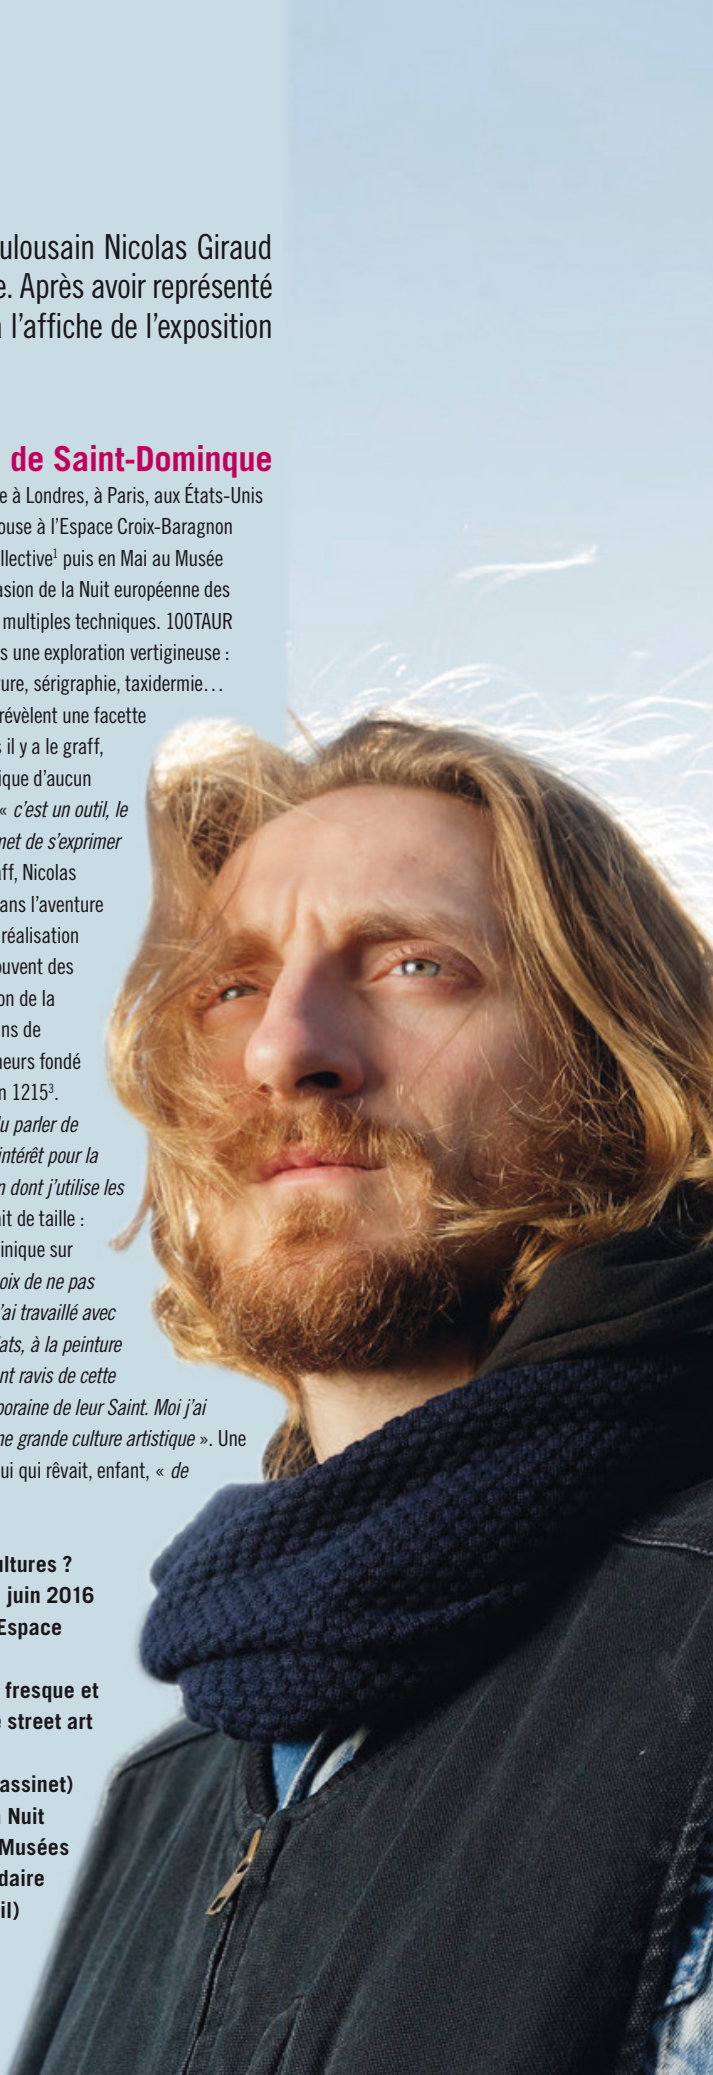 ulousain Nicolas Giraud
e. Après avoir représenté
l'affiche de l'exposition
de Saint-Dominque
e à Londres, à Paris, aux États-Unis
ouse à l'Espace Croix-Baragnon
llective¹ puis en Mai au Musée
asion de la Nuit européenne des
multiples techniques. 100TAUR
s une exploration vertigineuse :
ure, sérigraphie, taxidermie…
révèlent une facette
s il y a le graff,
ique d'aucun
« c'est un outil, le
met de s'exprimer
aff, Nicolas
ans l'aventure
réalisation
ouvent des
on de la
ns de
neurs fondé
n 1215³.
du parler de
intérêt pour la
n dont j'utilise les
it de taille :
inique sur
oix de ne pas
'ai travaillé avec
ats, à la peinture
nt ravis de cette
poraine de leur Saint. Moi j'ai
ne grande culture artistique ». Une
ui qui rêvait, enfant, « de
ultures ?
juin 2016
Espace
fresque et
e street art
assinet)
Nuit
Musées
daire
il)